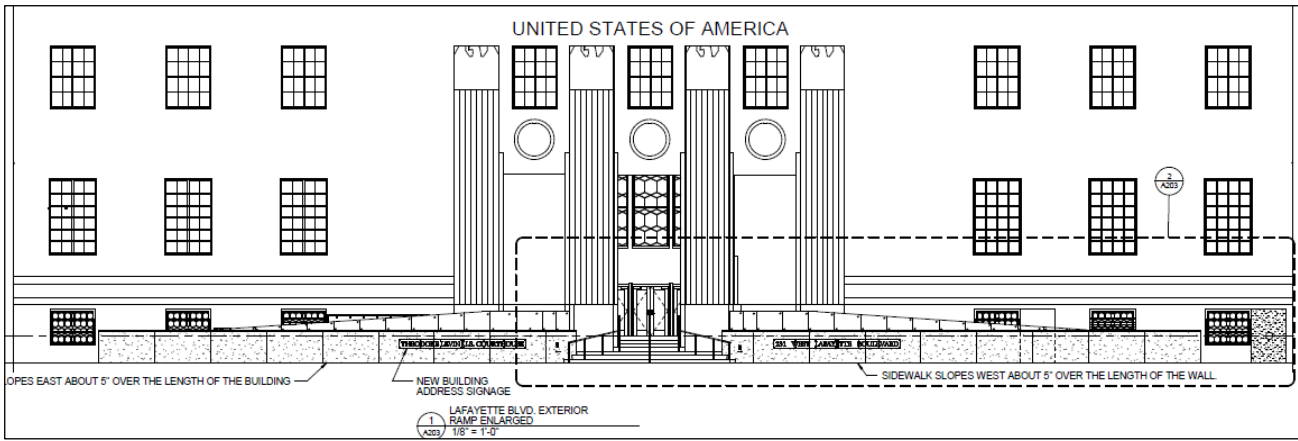 UNITED STATES OF AMERICA
2
A203
THEODORE LEVIN U.S. COURTHOUSE
231 WEST LAFAYETTE BOULEVARD
LOPES EAST ABOUT 5" OVER THE LENGTH OF THE BUILDING
NEW BUILDING
ADDRESS SIGNAGE
SIDEWALK SLOPES WEST ABOUT 5" OVER THE LENGTH OF THE WALL.
1
A203
LAFAYETTE BLVD. EXTERIOR
RAMP ENLARGED
1/8" = 1'-0"